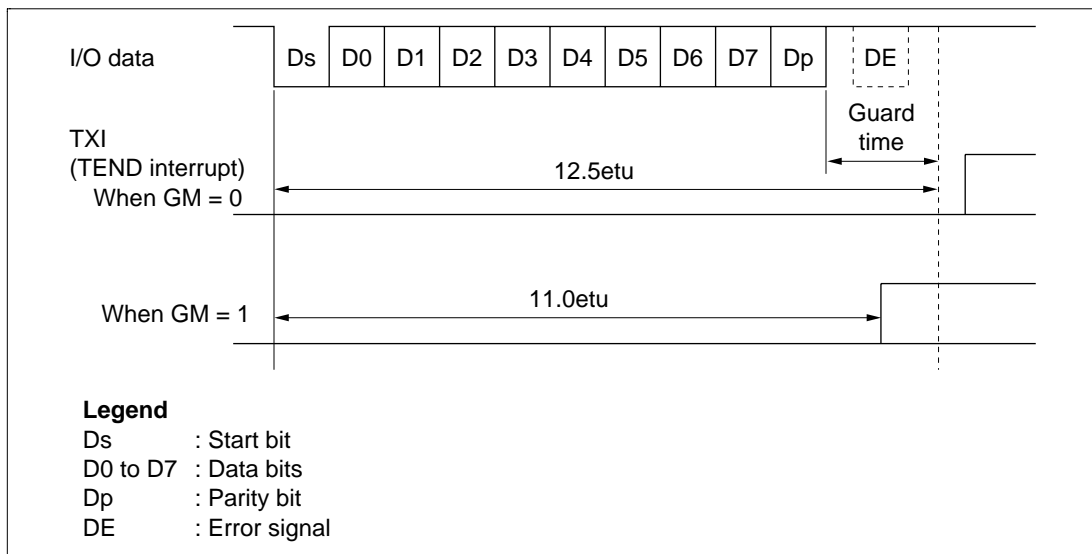 I/O data
Ds D0 D1 D2 D3 D4 D5 D6 D7 Dp DE
Guard
time
TXI
(TEND interrupt)
When GM = 0
12.5etu
When GM = 1
11.0etu
Legend
Ds : Start bit
D0 to D7 : Data bits
Dp : Parity bit
DE : Error signal